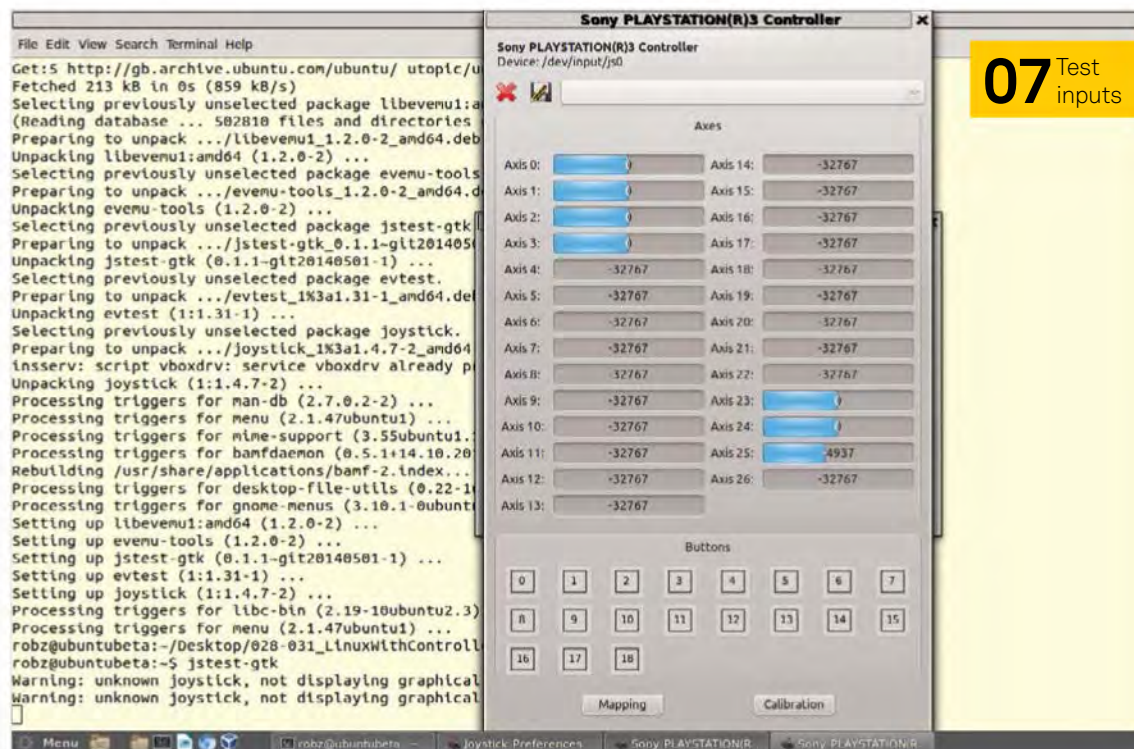 File Edit View Search Terminal Help
Get:5 http://gb.archive.ubuntu.com/ubuntu/ utopic/u
Fetched 213 kB in 0s (859 kB/s)
Selecting previously unselected package libevemu1:a
(Reading database ... 502810 files and directories
Preparing to unpack .../libevemu1_1.2.0-2_amd64.deb
Unpacking libevemu1:amd64 (1.2.0-2) ...
Selecting previously unselected package evemu-tools
Preparing to unpack .../evemu-tools_1.2.0-2_amd64.d
Unpacking evemu-tools (1.2.0-2) ...
Selecting previously unselected package jstest-gtk
Preparing to unpack .../jstest-gtk_0.1.1~git2014050
Unpacking jstest-gtk (0.1.1~git20140501-1) ...
Selecting previously unselected package evtest.
Preparing to unpack .../evtest_1%3a1.31-1_amd64.deb
Unpacking evtest (1:1.31-1) ...
Selecting previously unselected package joystick.
Preparing to unpack .../joystick_1%3a1.4.7-2_amd64
insserv: script vboxdrv: service vboxdrv already p
Unpacking joystick (1:1.4.7-2) ...
Processing triggers for man-db (2.7.0.2-2) ...
Processing triggers for menu (2.1.47ubuntu1) ...
Processing triggers for mime-support (3.55ubuntu1.
Processing triggers for bamfdaemon (0.5.1+14.10.20
Rebuilding /usr/share/applications/bamf-2.index...
Processing triggers for desktop-file-utils (0.22-1
Processing triggers for gnome-menus (3.10.1-0ubunt
Setting up libevemu1:amd64 (1.2.0-2) ...
Setting up evemu-tools (1.2.0-2) ...
Setting up jstest-gtk (0.1.1~git20140501-1) ...
Setting up evtest (1:1.31-1) ...
Setting up joystick (1:1.4.7-2) ...
Processing triggers for libc-bin (2.19-10ubuntu2.3)
Processing triggers for menu (2.1.47ubuntu1) ...
robz@ubuntubeta:~/Desktop/028-031_LinuxWithControll
robz@ubuntubeta:~$ jstest-gtk
Warning: unknown joystick, not displaying graphical
Warning: unknown joystick, not displaying graphical
Sony PLAYSTATION(R)3 Controller
Sony PLAYSTATION(R)3 Controller
Device: /dev/input/js0
Axes
Axis 0: 0 Axis 14: -32767
Axis 1: 0 Axis 15: -32767
Axis 2: 0 Axis 16: -32767
Axis 3: 0 Axis 17: -32767
Axis 4: -32767 Axis 18: -32767
Axis 5: -32767 Axis 19: -32767
Axis 6: -32767 Axis 20: -32767
Axis 7: -32767 Axis 21: -32767
Axis 8: -32767 Axis 22: -32767
Axis 9: -32767 Axis 23: 0
Axis 10: -32767 Axis 24: 0
Axis 11: -32767 Axis 25: -4937
Axis 12: -32767 Axis 26: -32767
Axis 13: -32767
Buttons
0 1 2 3 4 5 6 7
8 9 10 11 12 13 14 15
16 17 18
Mapping Calibration
07 Test
inputs
Menu robz@ubuntubeta: ~ Joystick Preferences Sony PLAYSTATION(R Sony PLAYSTATION(R